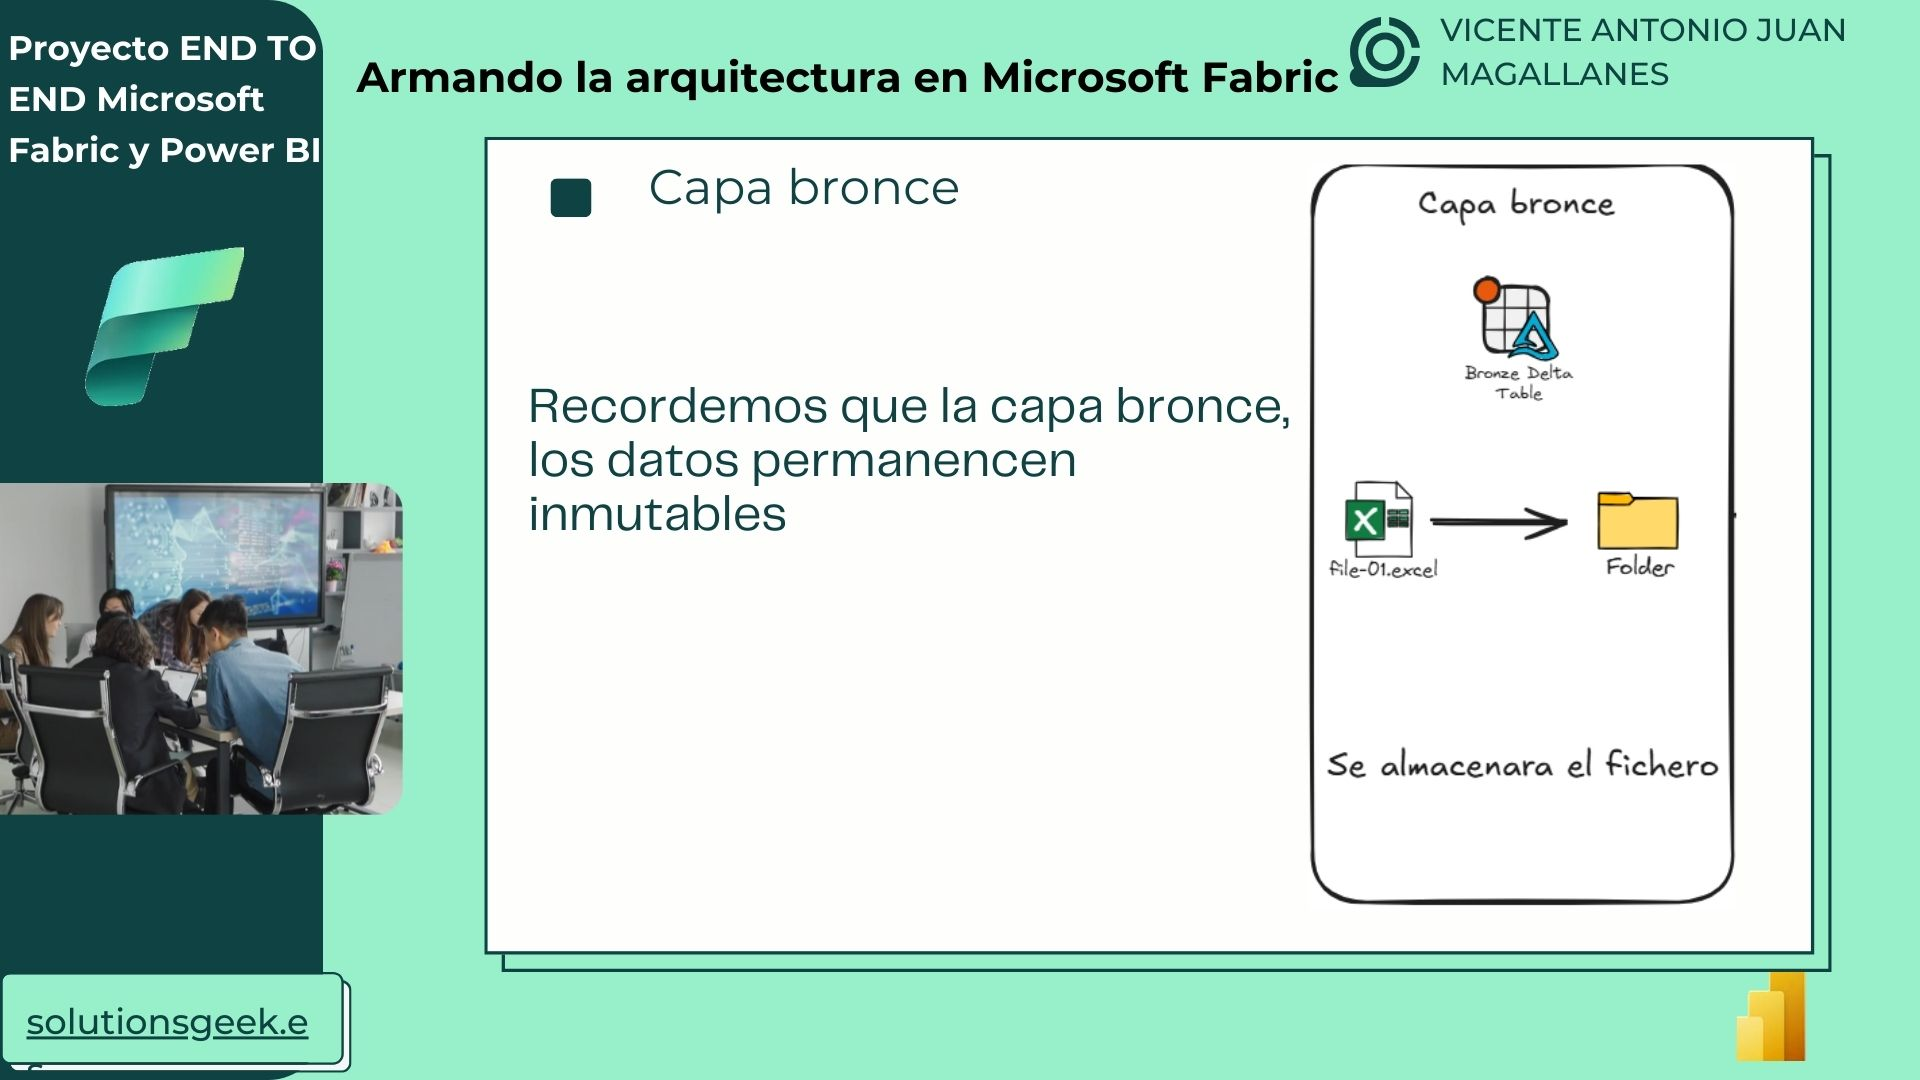 Proyecto END TO
END Microsoft
Fabric y Power BI
Armando la arquitectura en Microsoft Fabric
VICENTE ANTONIO JUAN
MAGALLANES
Capa bronce
Recordemos que la capa bronce,
los datos permanencen
inmutables
Capa bronce
Bronze Delta
Table
X
file-01.excel
Folder
Se almacenara el fichero
solutionsgeek.e
s